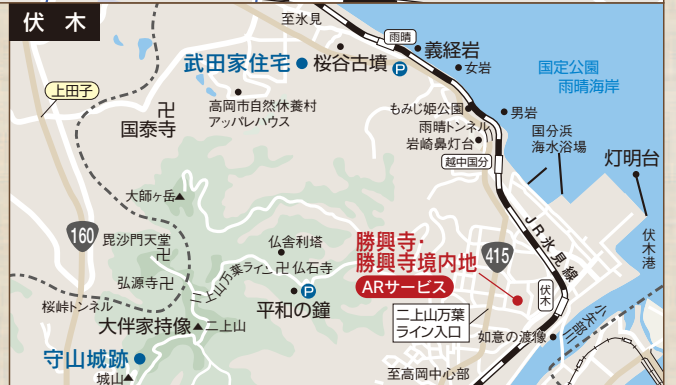 伏木
至氷見
雨晴
義経岩
女岩
国定公園
雨晴海岸
武田家住宅
桜谷古墳
P
上田子
高岡市自然休養村
アッパレハウス
国泰寺
もみじ姫公園
男岩
雨晴トンネル
岩崎鼻灯台
国分浜
海水浴場
越中国分
灯明台
大師ヶ岳
160
毘沙門天堂
弘源寺
仏舎利塔
二上山万葉ライン
仏石寺
P
平和の鐘
勝興寺・
勝興寺境内地
ARサービス
415
JR氷見線
伏木
伏木港
小矢部川
桜峠トンネル
大伴家持像
二上山
二上山万葉
ライン入口
如意の渡像
守山城跡
城山
至高岡中心部